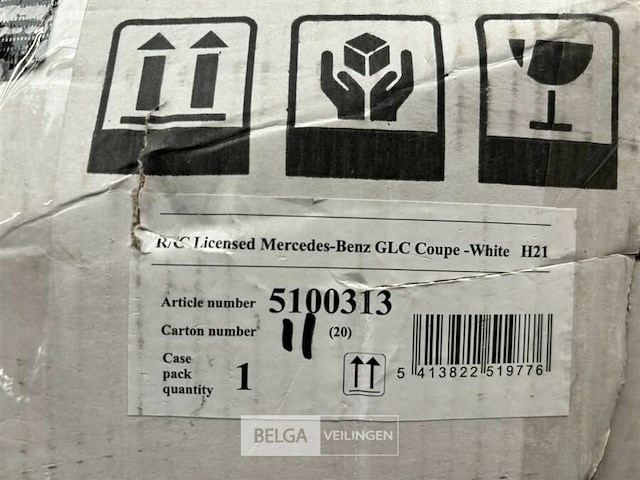 R/C Licensed Mercedes-Benz GLC Coupe -White H21
Article number 5100313
Carton number 11 (20)
Case pack quantity 1
5 413822 519776
BELGA VEILINGEN